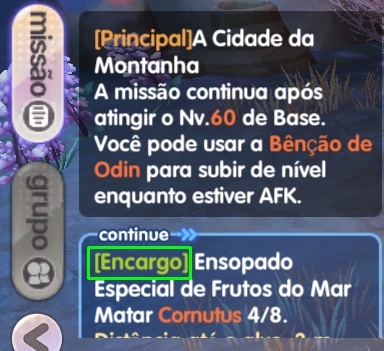 missão
grupo
[Principal]A Cidade da
Montanha
A missão continua após
atingir o Nv.60 de Base.
Você pode usar a Bênção de
Odin para subir de nível
enquanto estiver AFK.
continue
[Encargo] Ensopado
Especial de Frutos do Mar
Matar Cornutus 4/8.